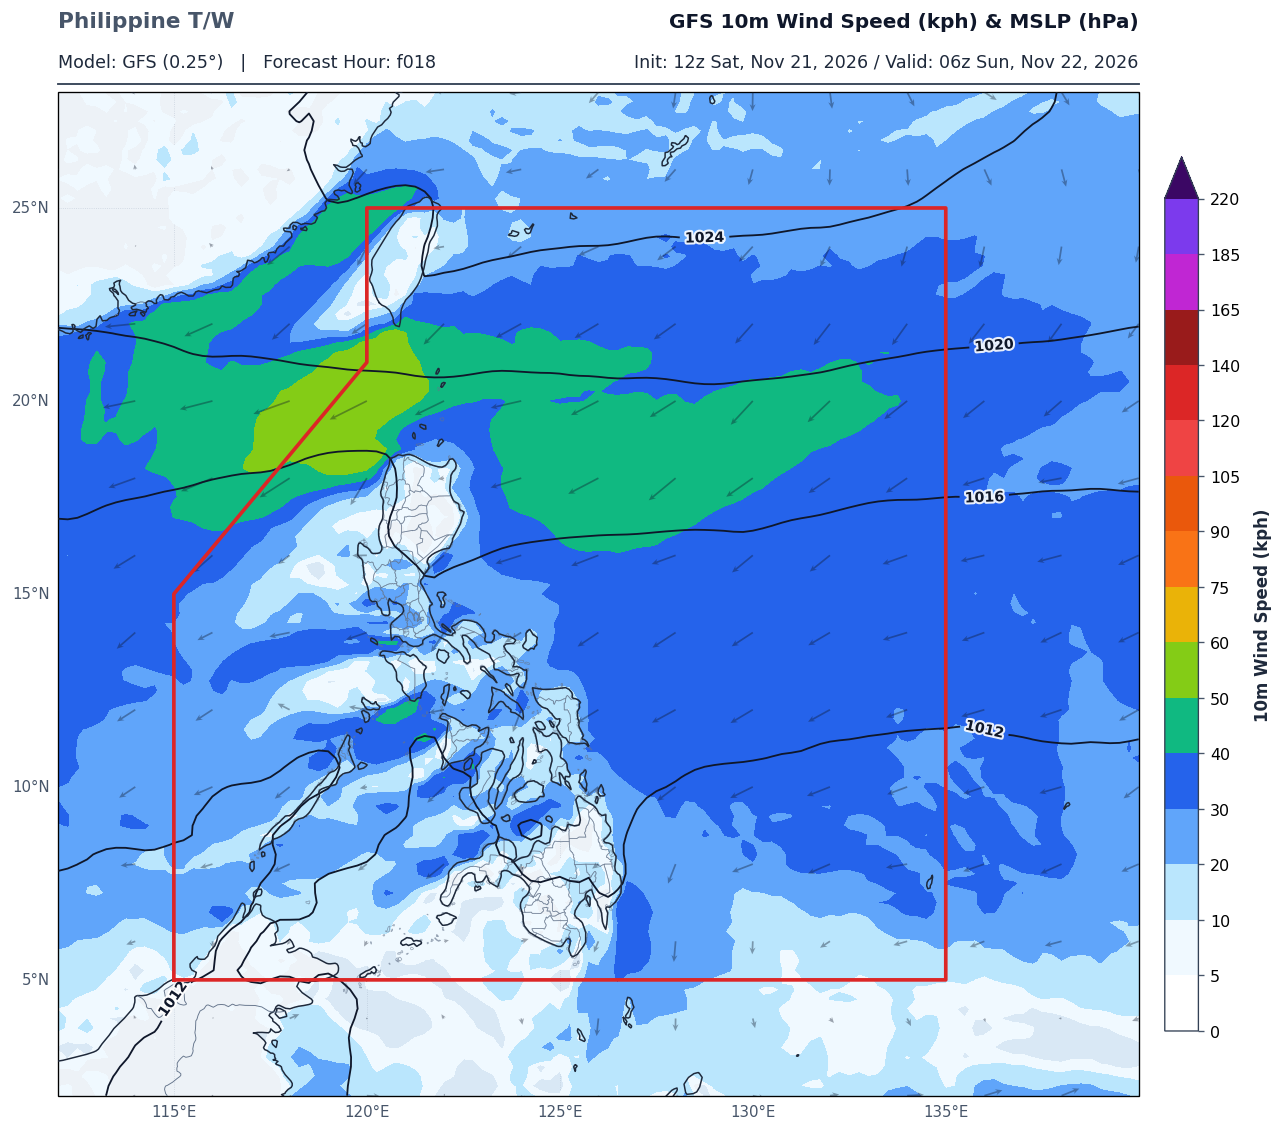 Philippine T/W
GFS 10m Wind Speed (kph) & MSLP (hPa)
Model: GFS (0.25°)   |   Forecast Hour: f018
Init: 12z Sat, Nov 21, 2026 / Valid: 06z Sun, Nov 22, 2026
25°N
20°N
15°N
10°N
5°N
115°E
120°E
125°E
130°E
135°E
1024
1020
1016
1012
1012
220
185
165
140
120
105
90
75
60
50
40
30
20
10
5
0
10m Wind Speed (kph)